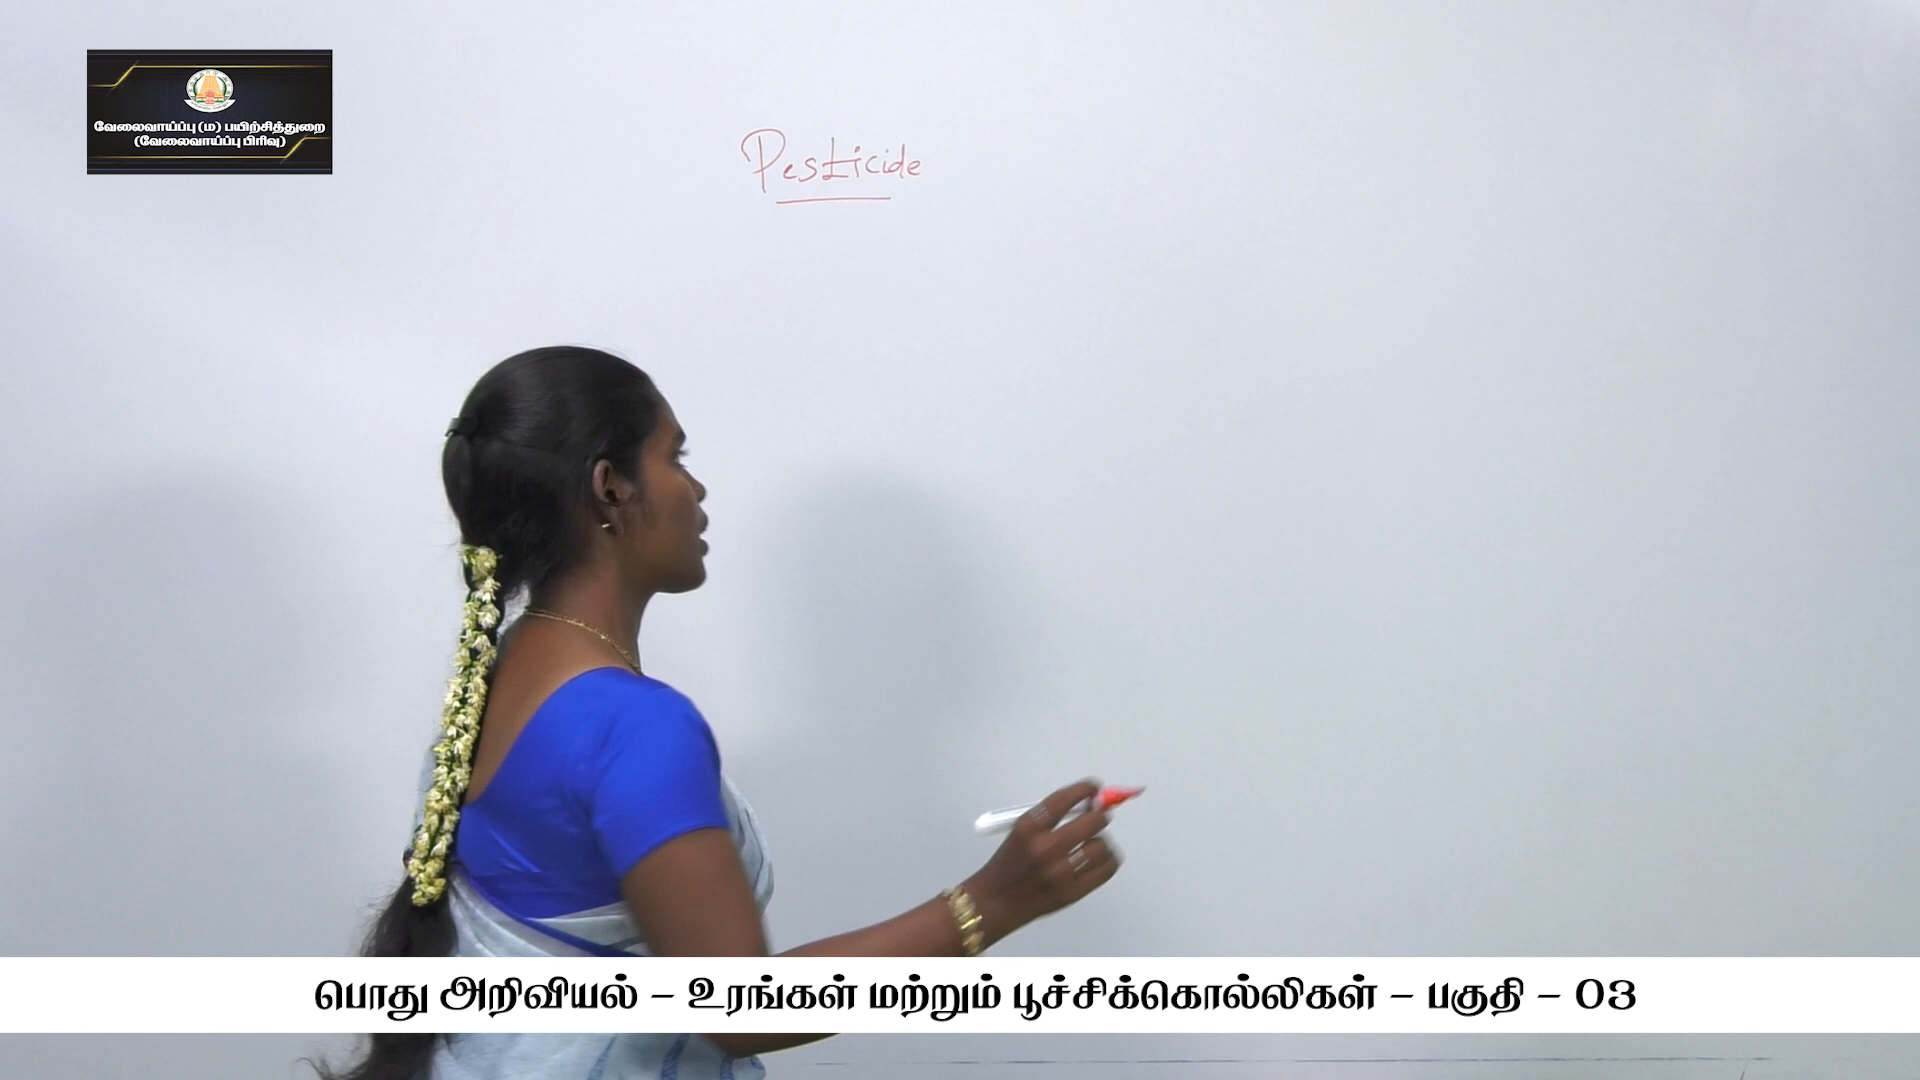 வேலைவாய்ப்பு (ம) பயிற்சித்துறை
(வேலைவாய்ப்பு பிரிவு)
Pesticide
பொது அறிவியல் – உரங்கள் மற்றும் பூச்சிக்கொல்லிகள் – பகுதி – 03